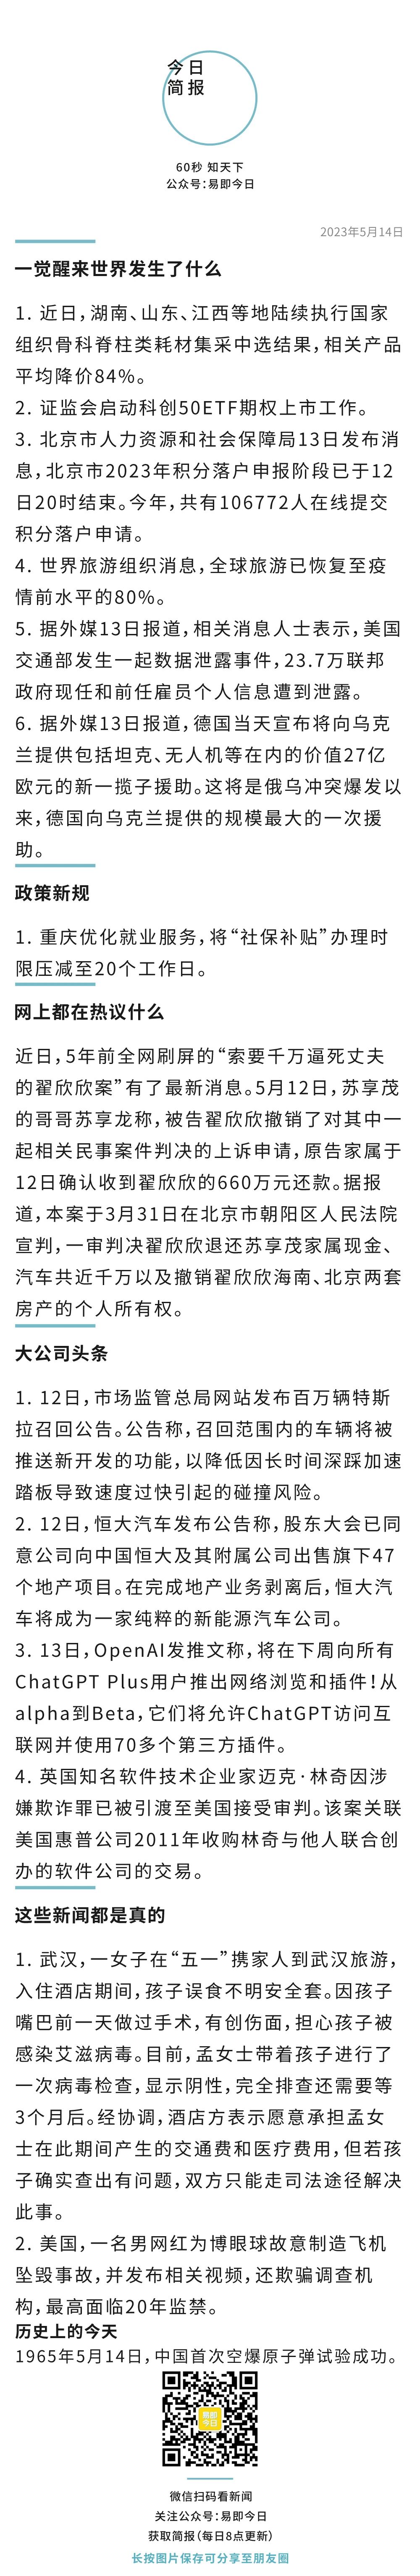 今日
简报
60秒 知天下
公众号：易即今日
2023年5月14日
一觉醒来世界发生了什么
1. 近日，湖南、山东、江西等地陆续执行国家
组织骨科脊柱类耗材集采中选结果，相关产品
平均降价84%。
2. 证监会启动科创50ETF期权上市工作。
3. 北京市人力资源和社会保障局13日发布消
息，北京市2023年积分落户申报阶段已于12
日20时结束。今年，共有106772人在线提交
积分落户申请。
4. 世界旅游组织消息，全球旅游已恢复至疫
情前水平的80%。
5. 据外媒13日报道，相关消息人士表示，美国
交通部发生一起数据泄露事件，23.7万联邦
政府现任和前任雇员个人信息遭到泄露。
6. 据外媒13日报道，德国当天宣布将向乌克
兰提供包括坦克、无人机等在内的价值27亿
欧元的新一揽子援助。这将是俄乌冲突爆发以
来，德国向乌克兰提供的规模最大的一次援
助。
政策新规
1. 重庆优化就业服务，将“社保补贴”办理时
限压减至20个工作日。
网上都在热议什么
近日，5年前全网刷屏的“索要千万逼死丈夫
的翟欣欣案”有了最新消息。5月12日，苏享茂
的哥哥苏享龙称，被告翟欣欣撤销了对其中一
起相关民事案件判决的上诉申请，原告家属于
12日确认收到翟欣欣的660万元还款。据报
道，本案于3月31日在北京市朝阳区人民法院
宣判，一审判决翟欣欣退还苏享茂家属现金、
汽车共近千万以及撤销翟欣欣海南、北京两套
房产的个人所有权。
大公司头条
1. 12日，市场监管总局网站发布百万辆特斯
拉召回公告。公告称，召回范围内的车辆将被
推送新开发的功能，以降低因长时间深踩加速
踏板导致速度过快引起的碰撞风险。
2. 12日，恒大汽车发布公告称，股东大会已同
意公司向中国恒大及其附属公司出售旗下47
个地产项目。在完成地产业务剥离后，恒大汽
车将成为一家纯粹的新能源汽车公司。
3. 13日，OpenAI发推文称，将在下周向所有
ChatGPT Plus用户推出网络浏览和插件！从
alpha到Beta，它们将允许ChatGPT访问互
联网并使用70多个第三方插件。
4. 英国知名软件技术企业家迈克·林奇因涉
嫌欺诈罪已被引渡至美国接受审判。该案关联
美国惠普公司2011年收购林奇与他人联合创
办的软件公司的交易。
这些新闻都是真的
1. 武汉，一女子在“五一”携家人到武汉旅游，
入住酒店期间，孩子误食不明安全套。因孩子
嘴巴前一天做过手术，有创伤面，担心孩子被
感染艾滋病毒。目前，孟女士带着孩子进行了
一次病毒检查，显示阴性，完全排查还需要等
3个月后。经协调，酒店方表示愿意承担孟女
士在此期间产生的交通费和医疗费用，但若孩
子确实查出有问题，双方只能走司法途径解决
此事。
2. 美国，一名男网红为博眼球故意制造飞机
坠毁事故，并发布相关视频，还欺骗调查机
构，最高面临20年监禁。
历史上的今天
1965年5月14日，中国首次空爆原子弹试验成功。
易即
今日
微信扫码看新闻
关注公众号：易即今日
获取简报（每日8点更新）
长按图片保存可分享至朋友圈